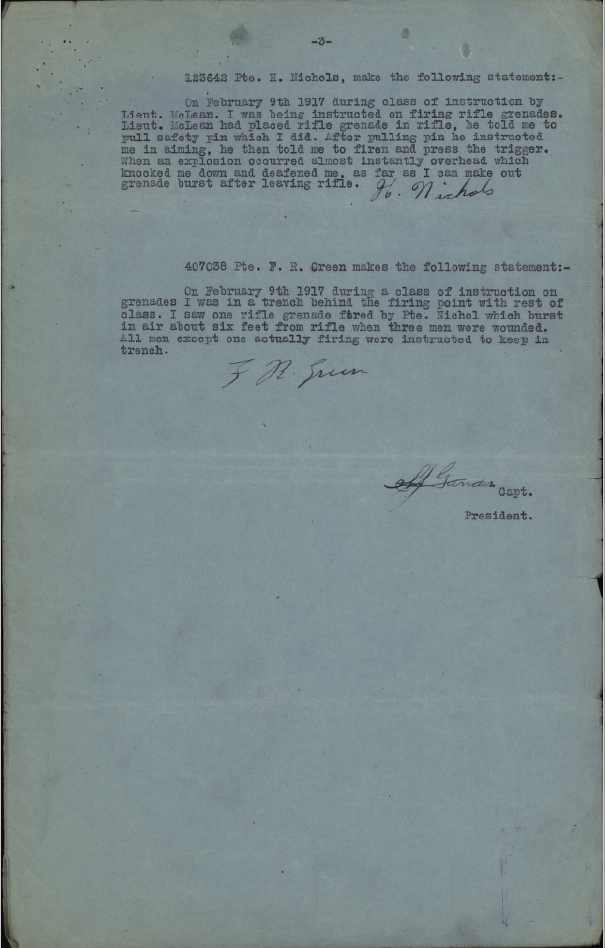 -3-
123642 Pte. H. Nichols, make the following statement:-
On February 9th 1917 during class of instruction by
Lieut. McLean. I was being instructed on firing rifle grenades.
Lieut. McLean had placed rifle grenade in rifle, he told me to
pull safety pin which I did. After pulling pin he instructed
me in aiming, he then told me to firen and press the trigger.
When an explosion occurred almost instantly overhead which
knocked me down and deafened me, as far as I can make out
grenade burst after leaving rifle.
H. Nichols
407038 Pte. F. R. Green makes the following statement:-
On February 9th 1917 during a class of instruction on
grenades I was in a trench behind the firing point with rest of
class. I saw one rifle grenade fired by Pte. Nichol which burst
in air about six feet from rifle when three men were wounded.
All men except one actually firing were instructed to keep in
trench.
F R. Green
Capt.
President.